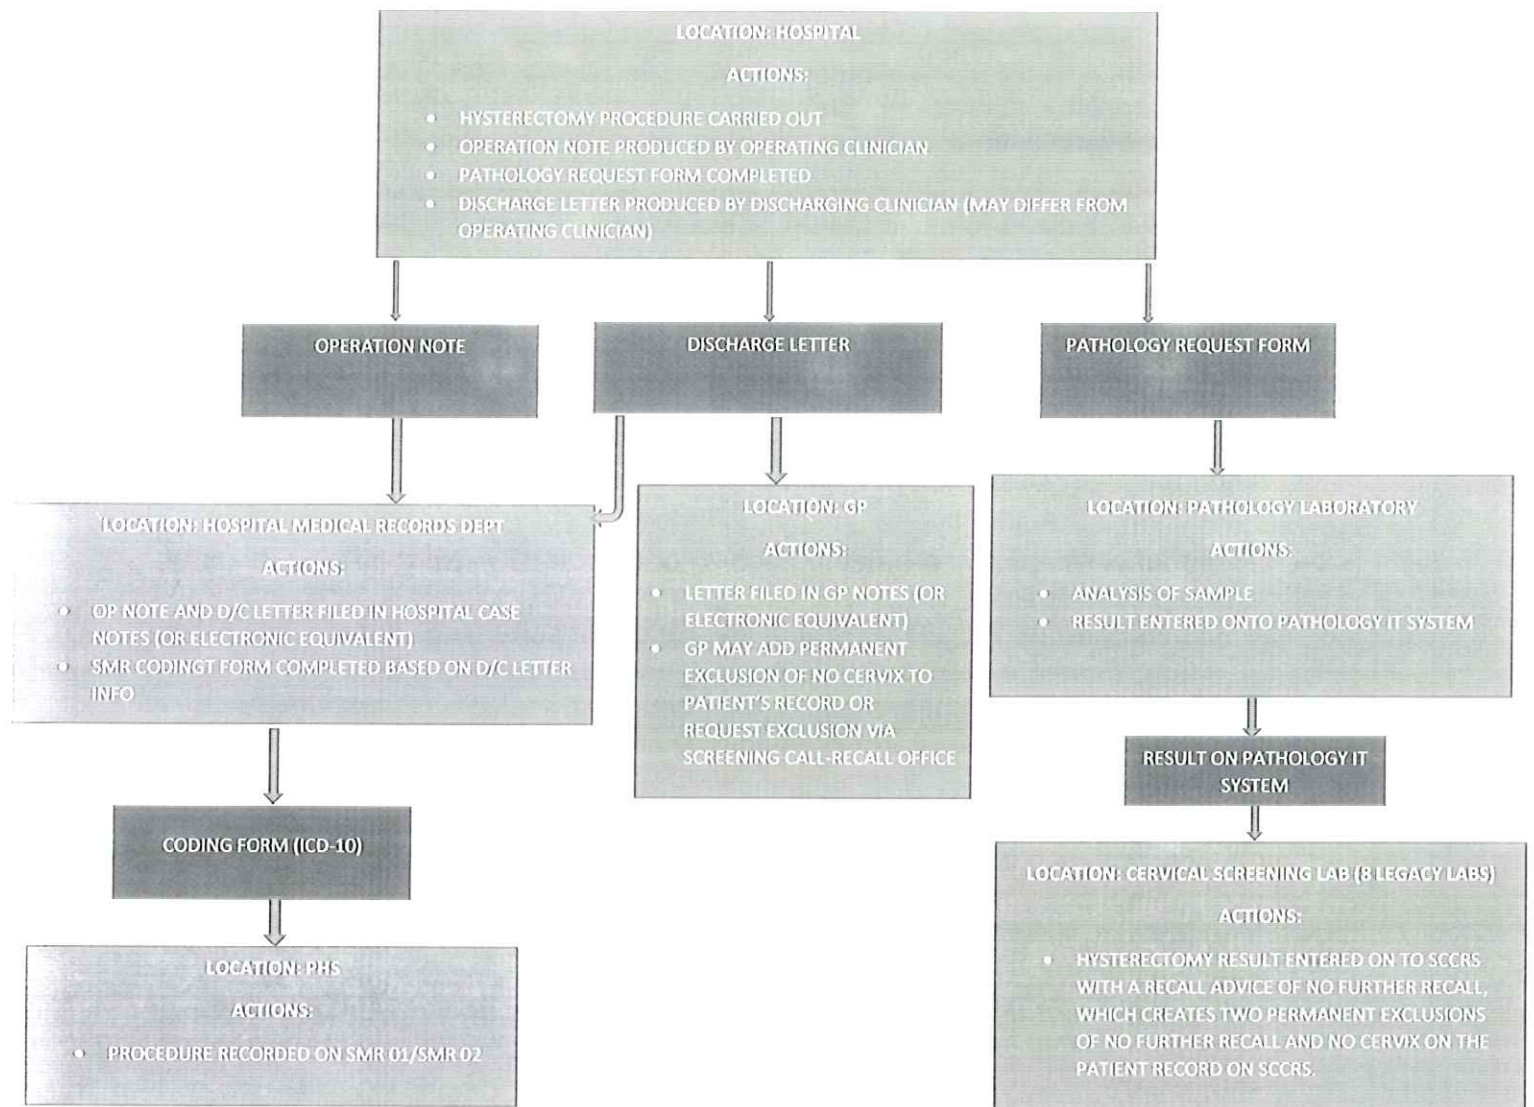 LOCATION: HOSPITAL
ACTIONS:
• HYSTERECTOMY PROCEDURE CARRIED OUT
• OPERATION NOTE PRODUCED BY OPERATING CLINICIAN
• PATHOLOGY REQUEST FORM COMPLETED
• DISCHARGE LETTER PRODUCED BY DISCHARGING CLINICIAN (MAY DIFFER FROM
OPERATING CLINICIAN)
OPERATION NOTE
DISCHARGE LETTER
PATHOLOGY REQUEST FORM
LOCATION: HOSPITAL MEDICAL RECORDS DEPT
ACTIONS:
• OP NOTE AND D/C LETTER FILED IN HOSPITAL CASE
NOTES (OR ELECTRONIC EQUIVALENT)
• SMR CODINGT FORM COMPLETED BASED ON D/C LETTER
INFO
LOCATION: GP
ACTIONS:
• LETTER FILED IN GP NOTES (OR
ELECTRONIC EQUIVALENT)
• GP MAY ADD PERMANENT
EXCLUSION OF NO CERVIX TO
PATIENT'S RECORD OR
REQUEST EXCLUSION VIA
SCREENING CALL-RECALL OFFICE
LOCATION: PATHOLOGY LABORATORY
ACTIONS:
• ANALYSIS OF SAMPLE
• RESULT ENTERED ONTO PATHOLOGY IT SYSTEM
RESULT ON PATHOLOGY IT
SYSTEM
CODING FORM (ICD-10)
LOCATION: CERVICAL SCREENING LAB (8 LEGACY LABS)
ACTIONS:
• HYSTERECTOMY RESULT ENTERED ON TO SCCRS
WITH A RECALL ADVICE OF NO FURTHER RECALL,
WHICH CREATES TWO PERMANENT EXCLUSIONS
OF NO FURTHER RECALL AND NO CERVIX ON THE
PATIENT RECORD ON SCCRS.
LOCATION: PHS
ACTIONS:
• PROCEDURE RECORDED ON SMR 01/SMR 02